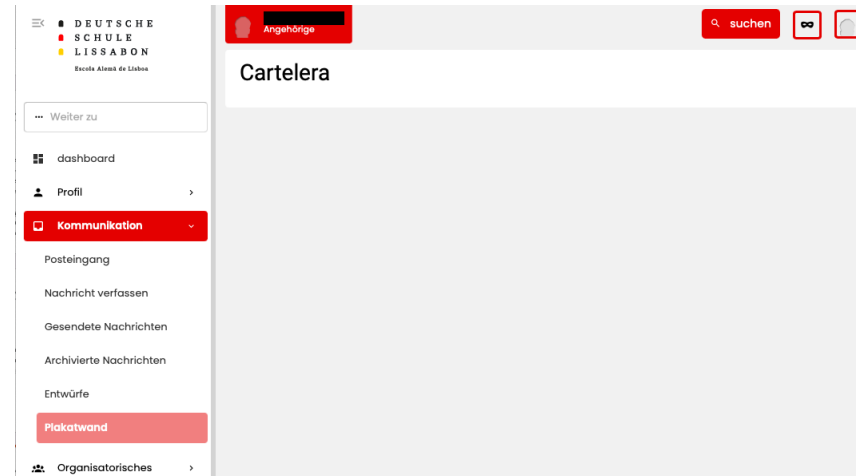 DEUTSCHE
SCHULE
LISSABON
Escola Alemã de Lisboa
Weiter zu
dashboard
Profil
Kommunikation
Posteingang
Nachricht verfassen
Gesendete Nachrichten
Archivierte Nachrichten
Entwürfe
Plakatwand
Organisatorisches
Angehörige
suchen
Cartelera